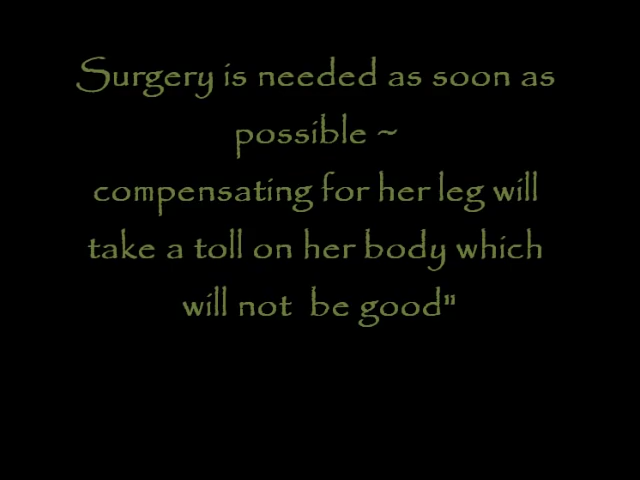 Surgery is needed as soon as
possible ~
compensating for her leg will
take a toll on her body which
will not  be good"